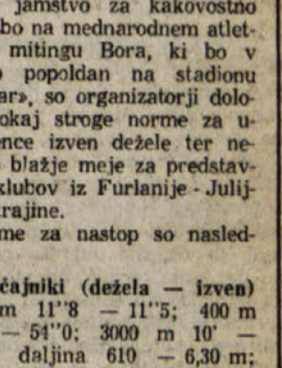 jamstvo za kakovostno
bo na mednarodnem atlet-
mitingu Bora, ki bo v
popoldan na stadionu
ar», so organizatorji dolo-
okaj stroge norme za u-
ence izven dežele ter ne-
blažje meje za predstav-
klubov iz Furlanije - Julij-
rajine.
me za nastop so nasled-
čajniki (dežela — izven)
m 11"8 — 11"5; 400 m
— 54"0; 3000 m 10' —
daljina 610 — 6,30 m;